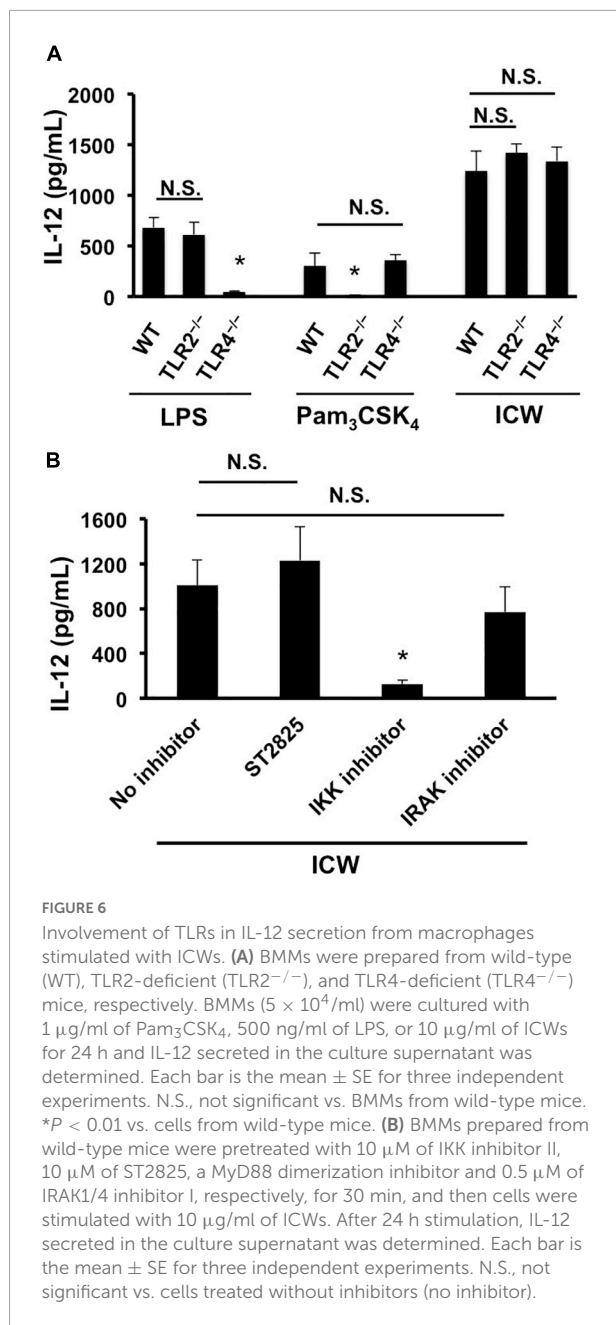 A
N.S.
2000
N.S.
1500
N.S.
N.S.
1000
500
*
*
0
IL-12 (pg/mL)
WT
TLR2−/−
TLR4−/−
WT
TLR2−/−
TLR4−/−
WT
TLR2−/−
TLR4−/−
LPS
Pam3CSK4
ICW
B
N.S.
N.S.
1600
1200
800
400
*
0
IL-12 (pg/mL)
No inhibitor
ST2825
IKK inhibitor
IRAK inhibitor
ICW
FIGURE 6
Involvement of TLRs in IL-12 secretion from macrophages
stimulated with ICWs. (A) BMMs were prepared from wild-type
(WT), TLR2-deficient (TLR2−/−), and TLR4-deficient (TLR4−/−)
mice, respectively. BMMs (5 × 10⁴/ml) were cultured with
1 μg/ml of Pam3CSK4, 500 ng/ml of LPS, or 10 μg/ml of ICWs
for 24 h and IL-12 secreted in the culture supernatant was
determined. Each bar is the mean ± SE for three independent
experiments. N.S., not significant vs. BMMs from wild-type mice.
*P < 0.01 vs. cells from wild-type mice. (B) BMMs prepared from
wild-type mice were pretreated with 10 μM of IKK inhibitor II,
10 μM of ST2825, a MyD88 dimerization inhibitor and 0.5 μM of
IRAK1/4 inhibitor I, respectively, for 30 min, and then cells were
stimulated with 10 μg/ml of ICWs. After 24 h stimulation, IL-12
secreted in the culture supernatant was determined. Each bar is
the mean ± SE for three independent experiments. N.S., not
significant vs. cells treated without inhibitors (no inhibitor).